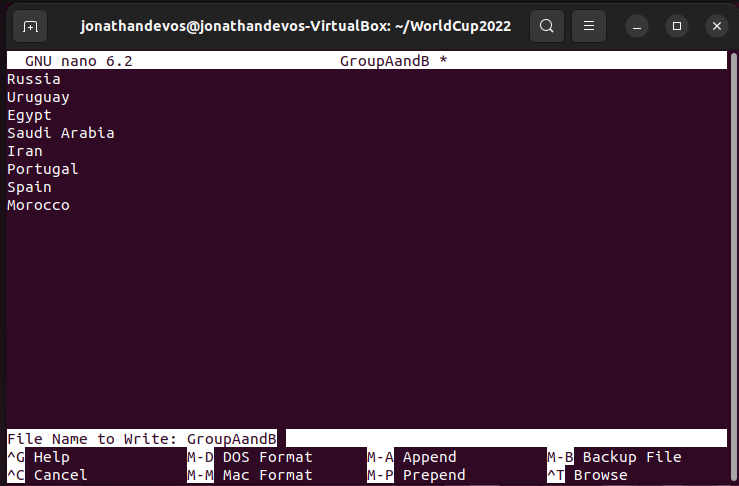 jonathandevos@jonathandevos-VirtualBox: ~/WorldCup2022
GNU nano 6.2 GroupAandB *
Russia
Uruguay
Egypt
Saudi Arabia
Iran
Portugal
Spain
Morocco
File Name to Write: GroupAandB
^G Help M-D DOS Format M-A Append M-B Backup File
^C Cancel M-M Mac Format M-P Prepend ^T Browse